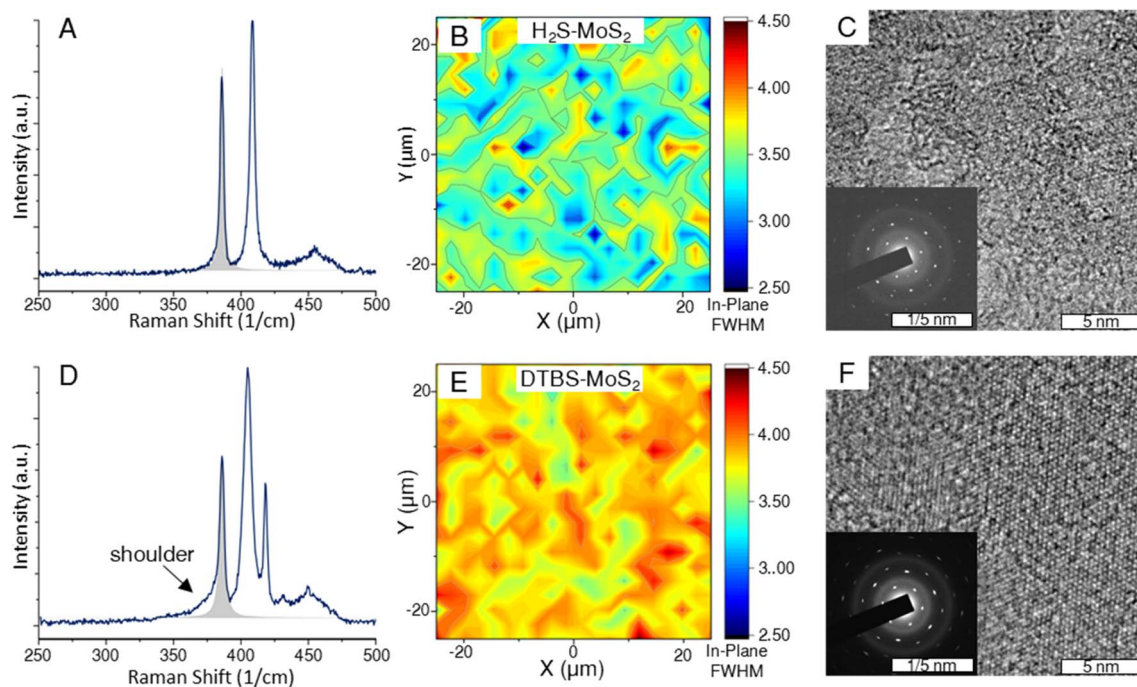 A
Intensity (a.u.)
250 300 350 400 450 500
Raman Shift (1/cm)
B
H₂S-MoS₂
Y (µm)
20
0
-20
-20 0 20
X (µm)
4.50
4.00
3.50
3.00
2.50
In-Plane
FWHM
C
1/5 nm
5 nm
D
Intensity (a.u.)
shoulder
250 300 350 400 450 500
Raman Shift (1/cm)
E
DTBS-MoS₂
Y (µm)
20
0
-20
-20 0 20
X (µm)
4.50
4.00
3.50
3.00
2.50
In-Plane
FWHM
F
1/5 nm
5 nm